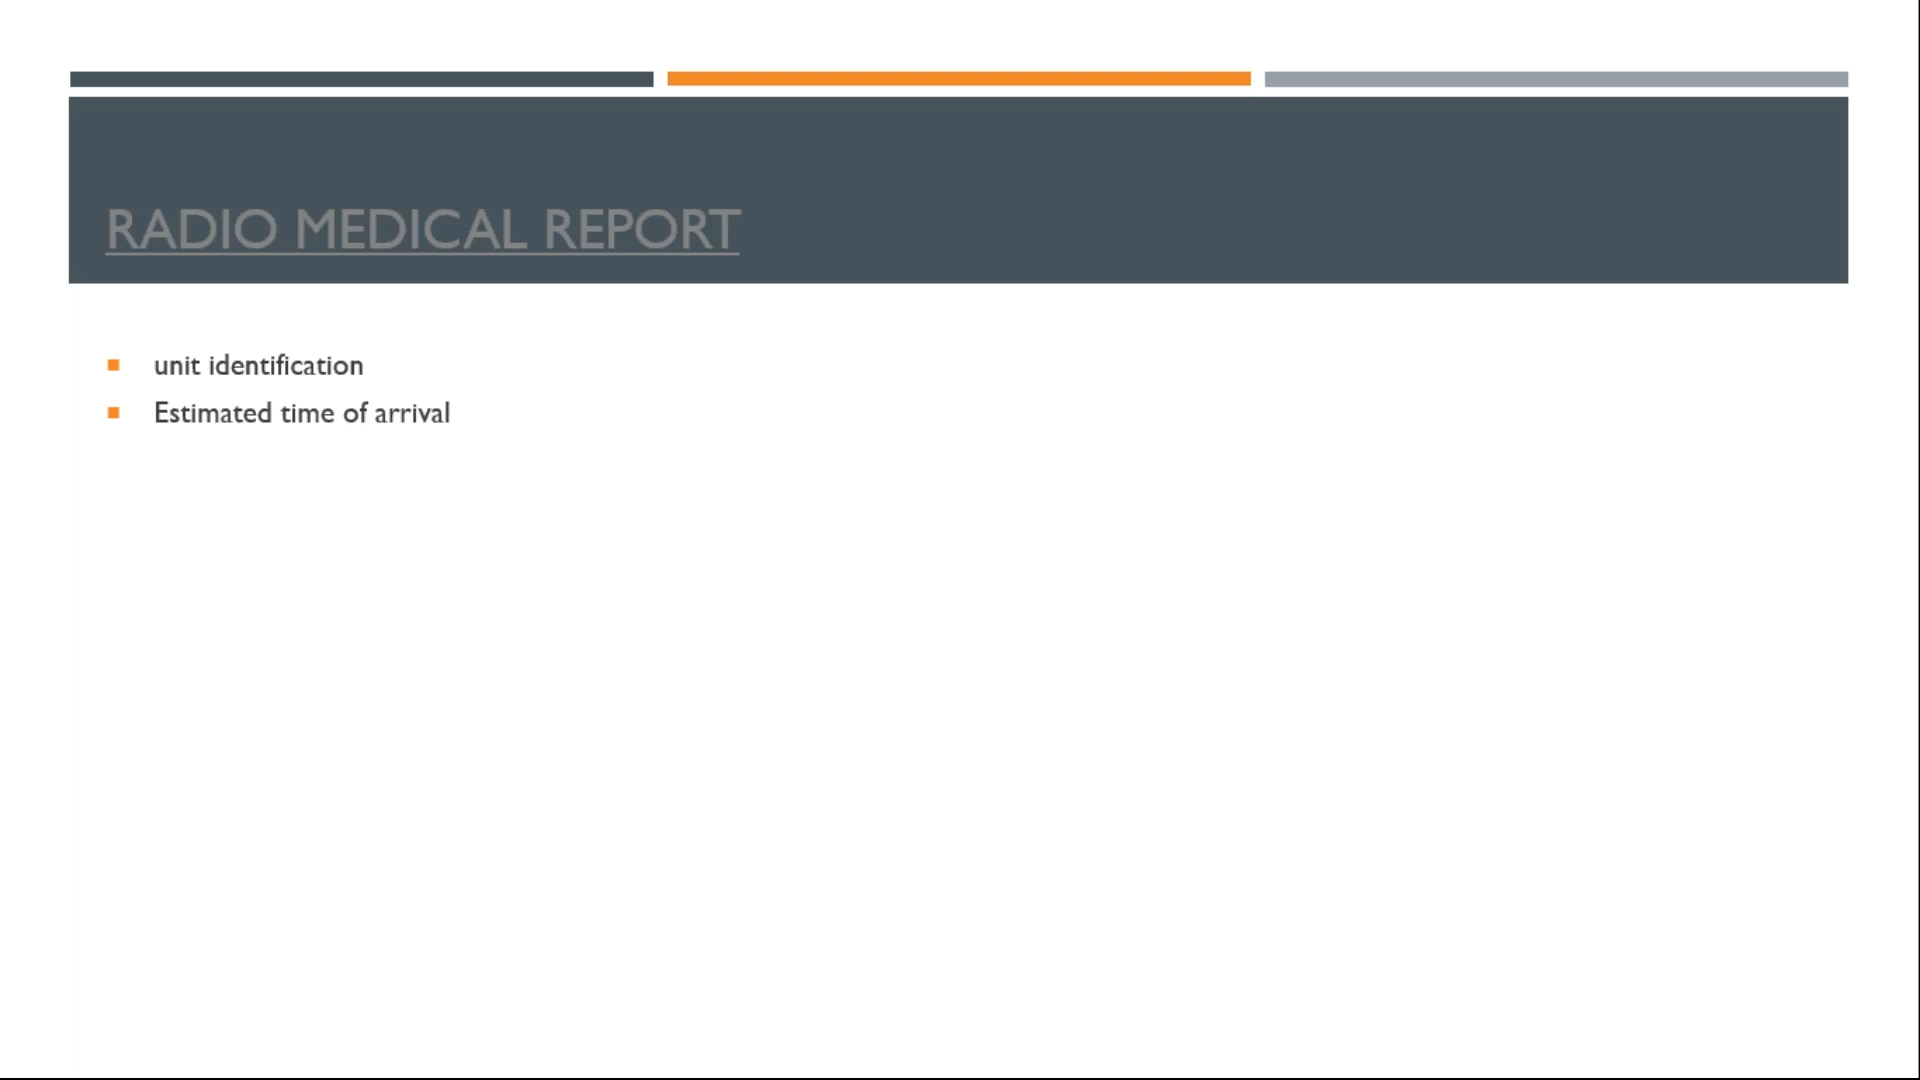 RADIO MEDICAL REPORT
unit identification
Estimated time of arrival